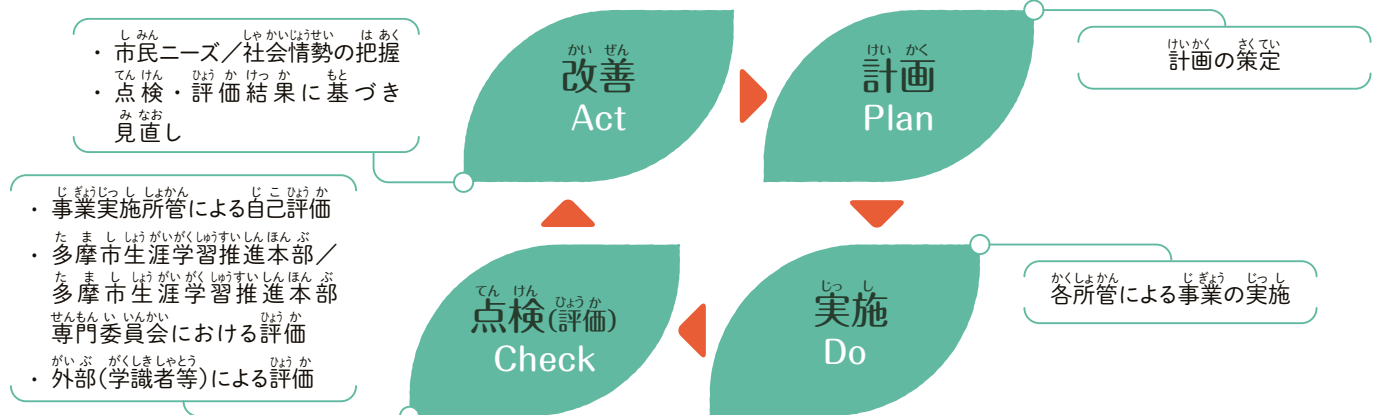 ・市民ニーズ／社会情勢の把握
・点検・評価結果に基づき
見直し
改善
Act
計画
Plan
計画の策定
・事業実施所管による自己評価
・多摩市生涯学習推進本部／
多摩市生涯学習推進本部
専門委員会における評価
・外部(学識者等)による評価
点検(評価)
Check
実施
Do
各所管による事業の実施